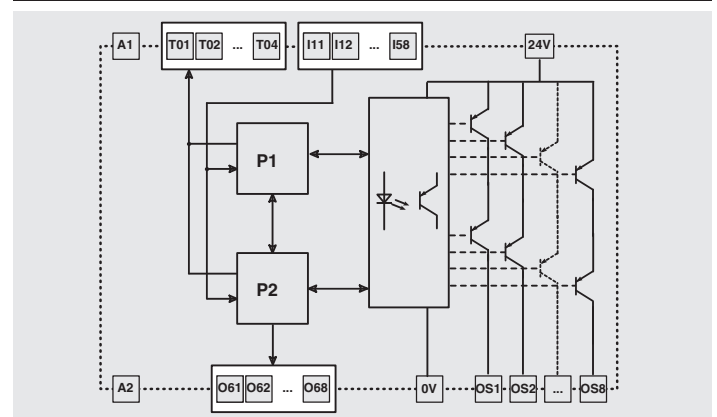 A1 T01 T02 ... T04 I11 I12 ... I58 24V
P1
P2
A2 O61 O62 ... O68 0V OS1 OS2 ... OS8